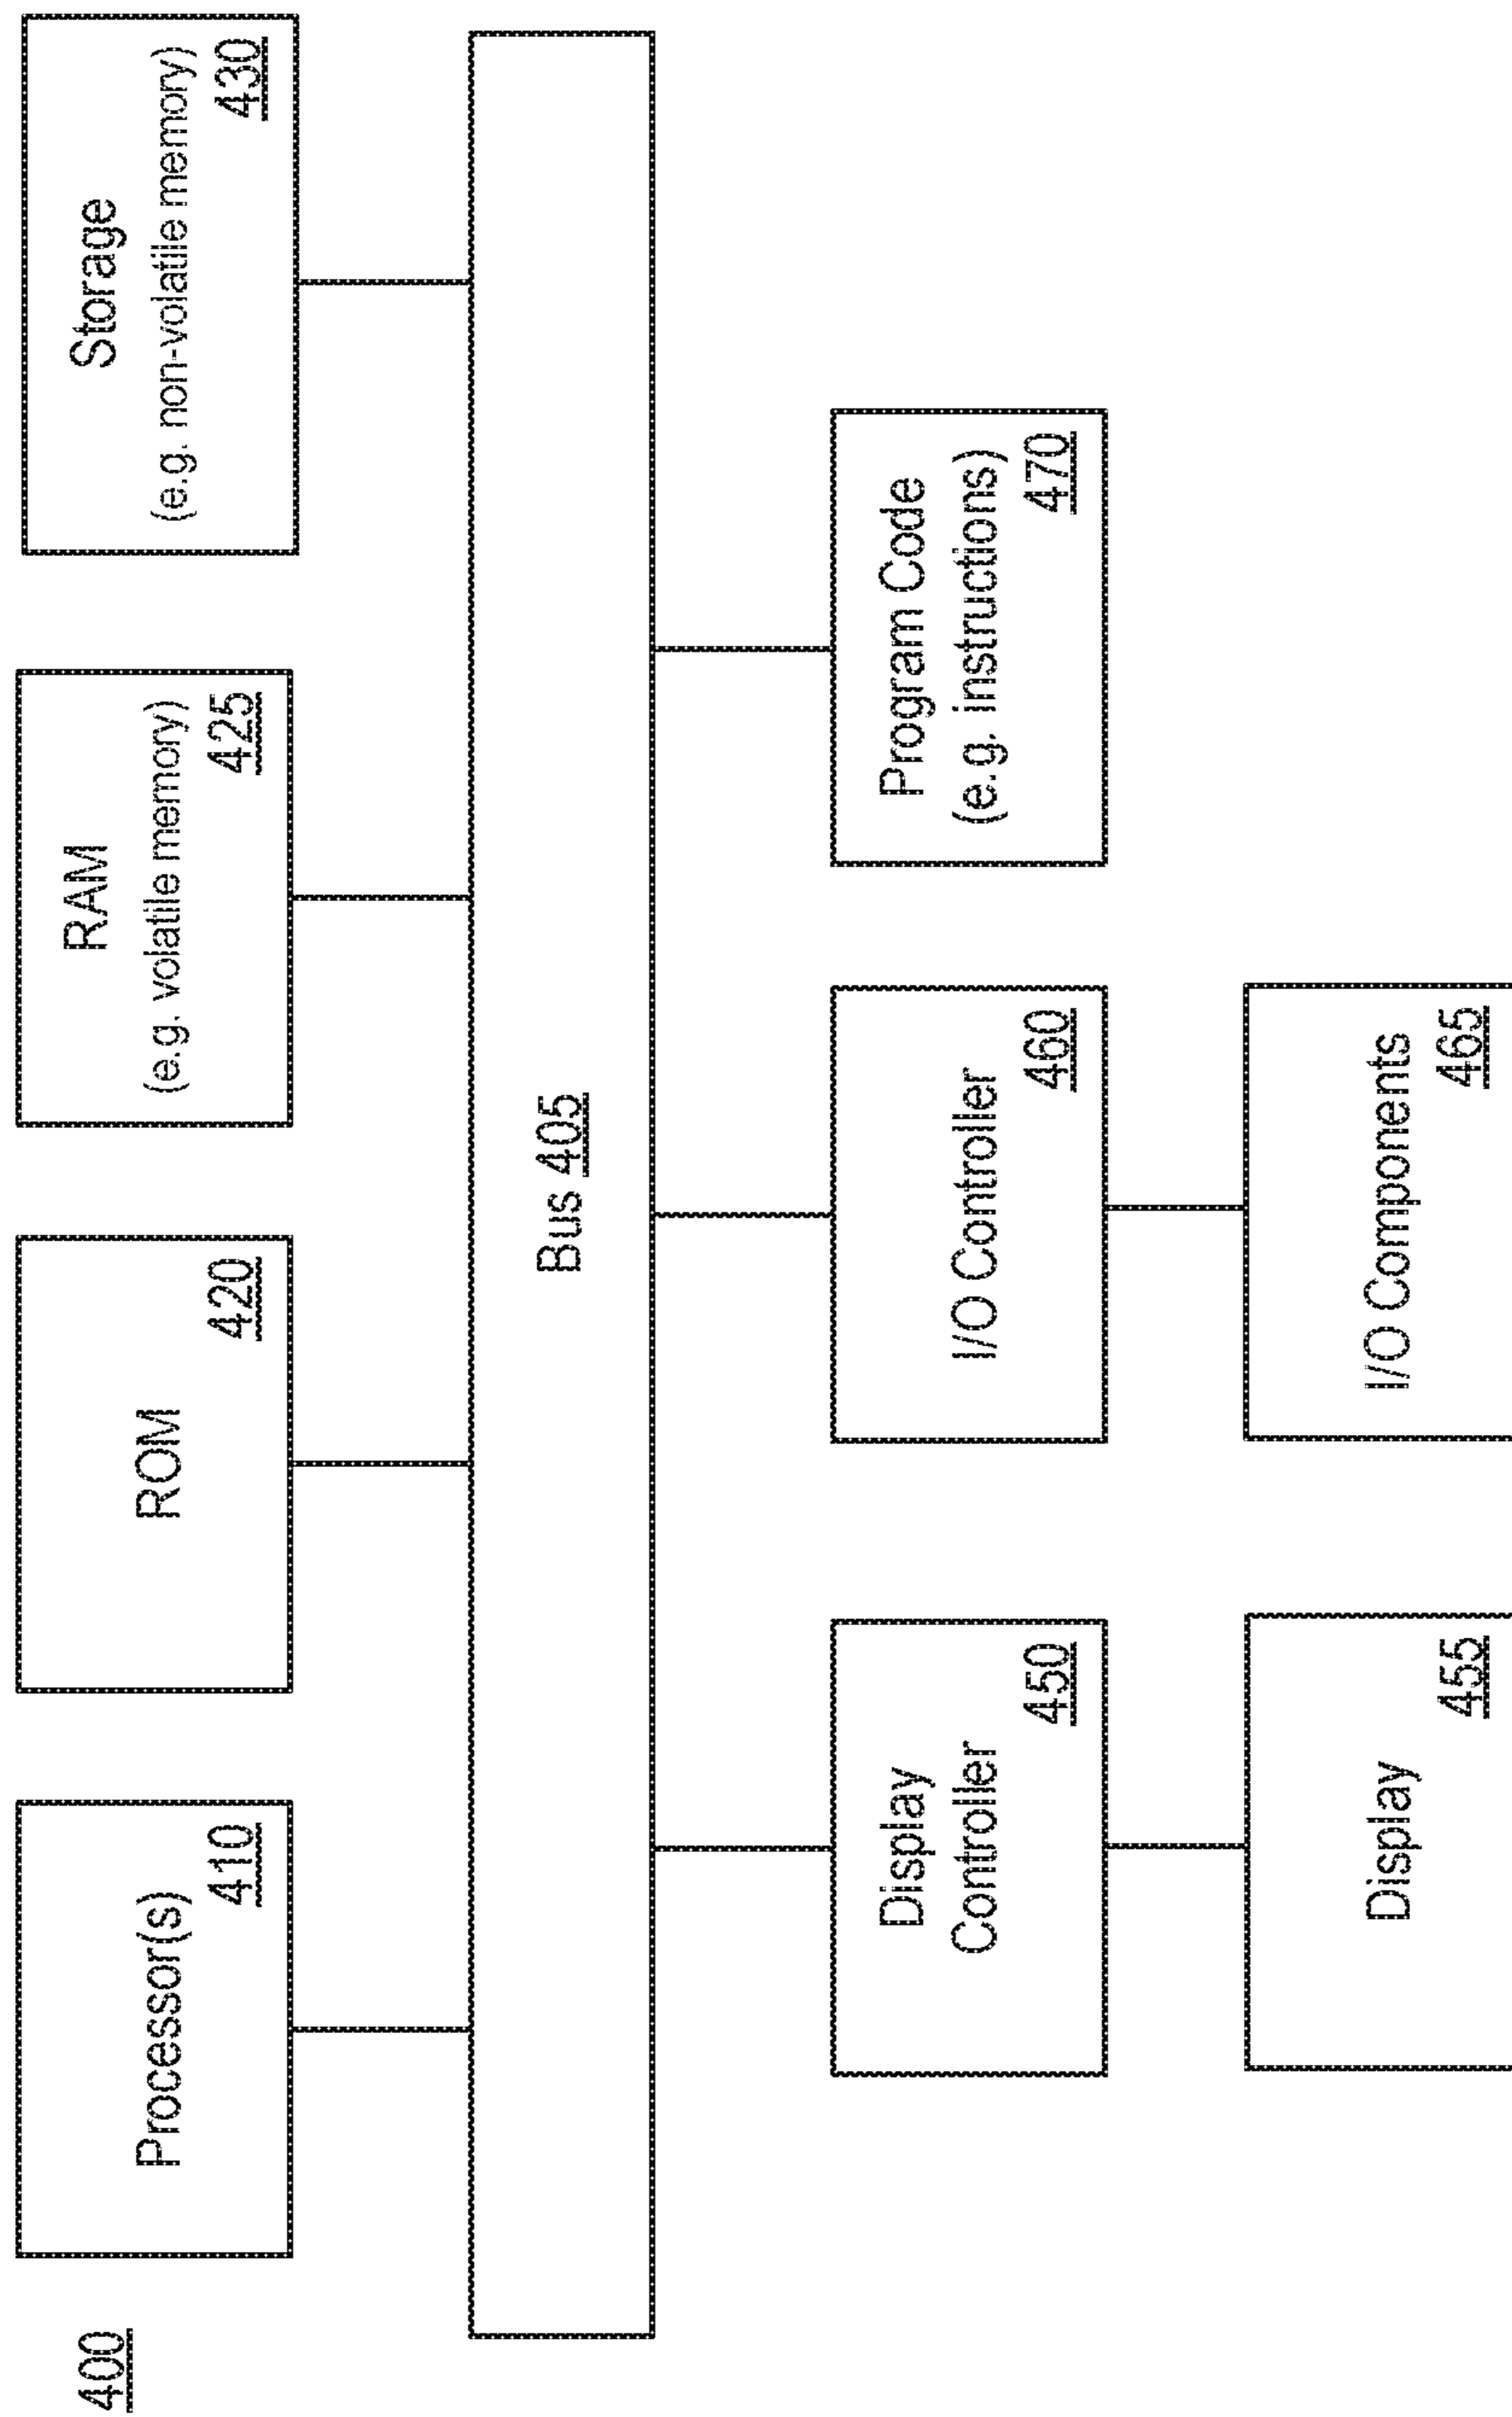 400
Processor(s)
410
ROM
420
RAM
(e.g. volatile memory)
425
Storage
(e.g. non-volatile memory)
430
Bus 405
Display
Controller
450
I/O Controller
460
Program Code
(e.g. instructions)
470
Display
455
I/O Components
465